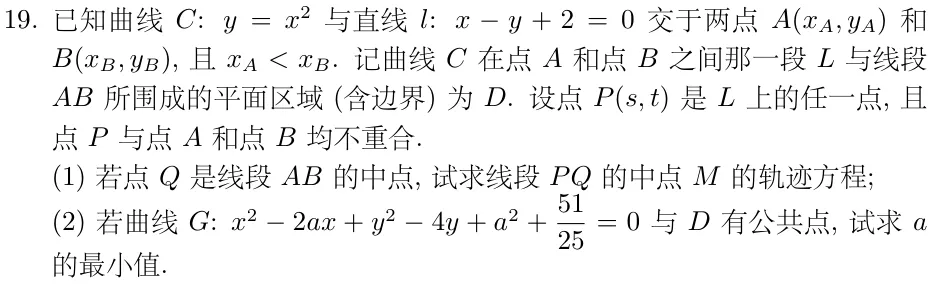 19. 已知曲线 $C$: $y = x^2$ 与直线 $l$: $x - y + 2 = 0$ 交于两点 $A(x_A, y_A)$ 和
$B(x_B, y_B)$, 且 $x_A < x_B$. 记曲线 $C$ 在点 $A$ 和点 $B$ 之间那一段 $L$ 与线段
$AB$ 所围成的平面区域 (含边界) 为 $D$. 设点 $P(s, t)$ 是 $L$ 上的任一点, 且
点 $P$ 与点 $A$ 和点 $B$ 均不重合.
(1) 若点 $Q$ 是线段 $AB$ 的中点, 试求线段 $PQ$ 的中点 $M$ 的轨迹方程;
(2) 若曲线 $G$: $x^2 - 2ax + y^2 - 4y + a^2 + \dfrac{51}{25} = 0$ 与 $D$ 有公共点, 试求 $a$
的最小值.